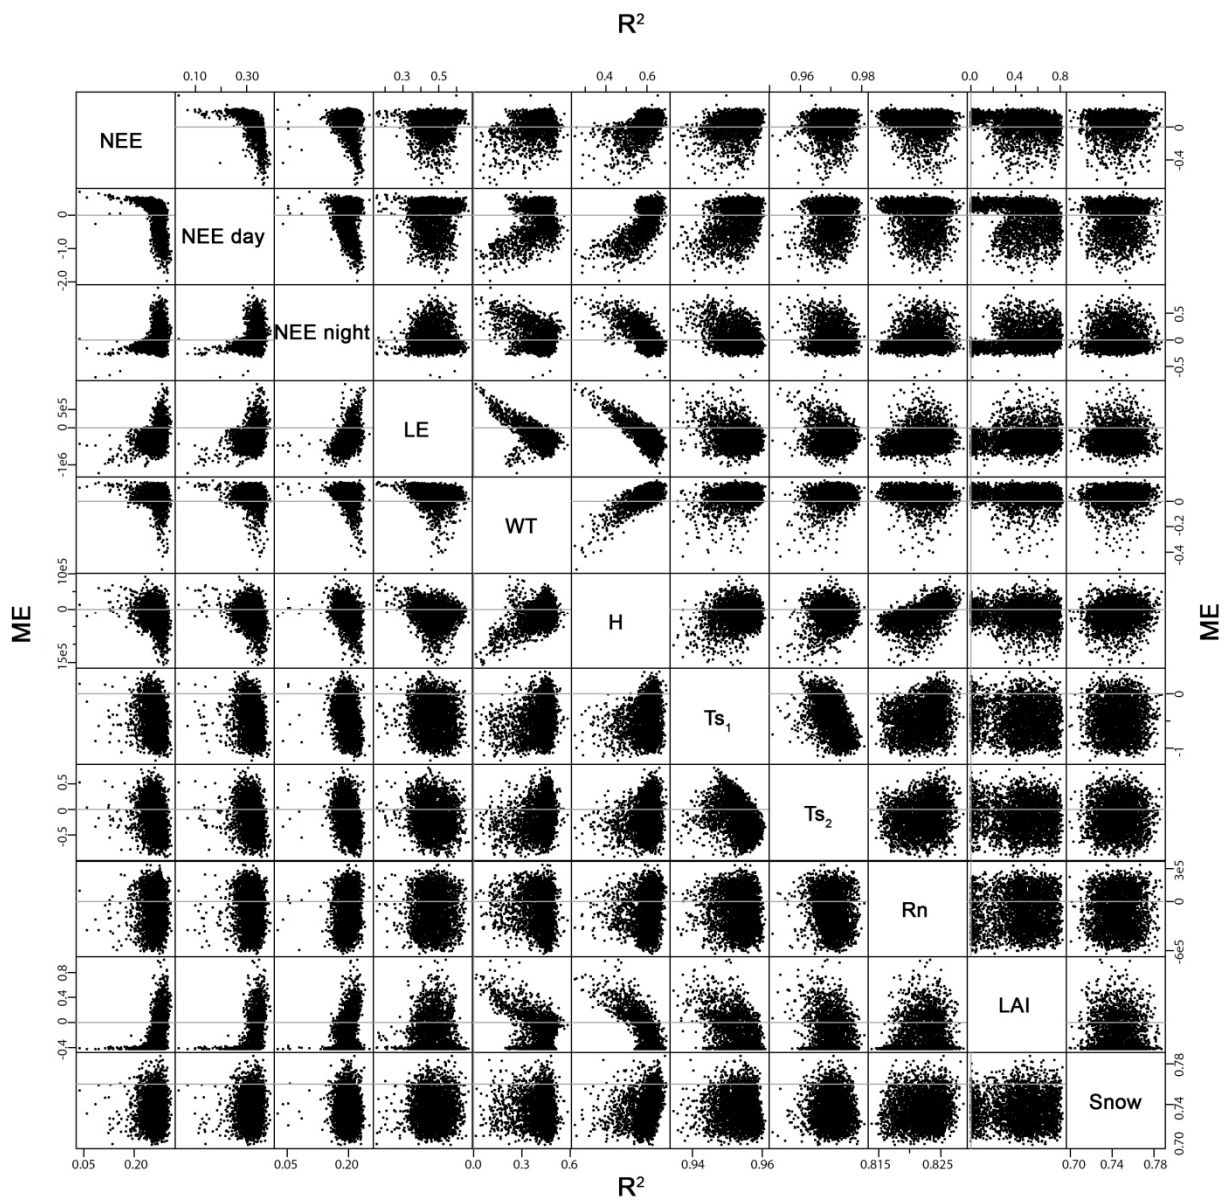 R²
0.10 0.30 0.3 0.5 0.4 0.6 0.96 0.98 0.0 0.4 0.8
NEE
0
-0.4
0
-1.0
-2.0
NEE day
NEE night
0.5
0
-0.5
5e5
0
-1e6
LE
WT
0
-0.2
-0.4
ME
10e5
0
15e5
H
ME
Ts₁
0
-1
0.5
0
-0.5
Ts₂
Rn
3e5
0
-6e5
0.8
0.4
0
-0.4
LAI
Snow
0.78
0.74
0.70
0.05 0.20 0.05 0.20 0.0 0.3 0.6 0.94 0.96 0.815 0.825 0.70 0.74 0.78
R²